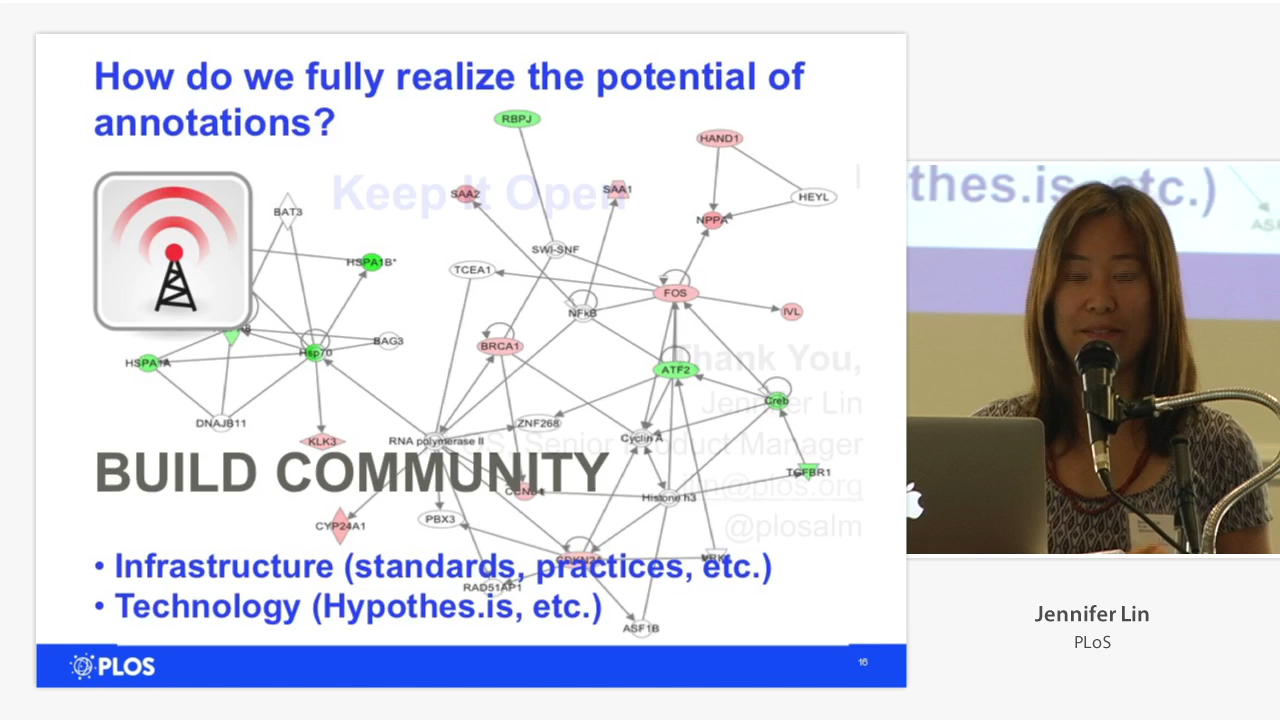 How do we fully realize the potential of
annotations?
RBPJ
HAND1
Keep It Open
SAA2
SAA1
HEYL
BAT3
NPPA
SWI-SNF
HSPA1B*
TCEA1
FOS
NFkB
IVL
BAG3
HSPA1A
Hsp70
BRCA1
Thank You,
ATF2
Jennifer Lin
Creb
DNAJB11
ZNF268
KLK3
RNA polymerase II
Cyclin A
Senior Product Manager
BUILD COMMUNITY
TGFBR1
@plos.org
Histone h3
CYP24A1
PBX3
@plosalm
• Infrastructure (standards, practices, etc.)
RAD51AP1
• Technology (Hypothes.is, etc.)
ASF1B
PLOS
16
thes.is, etc.)
Jennifer Lin
PLoS